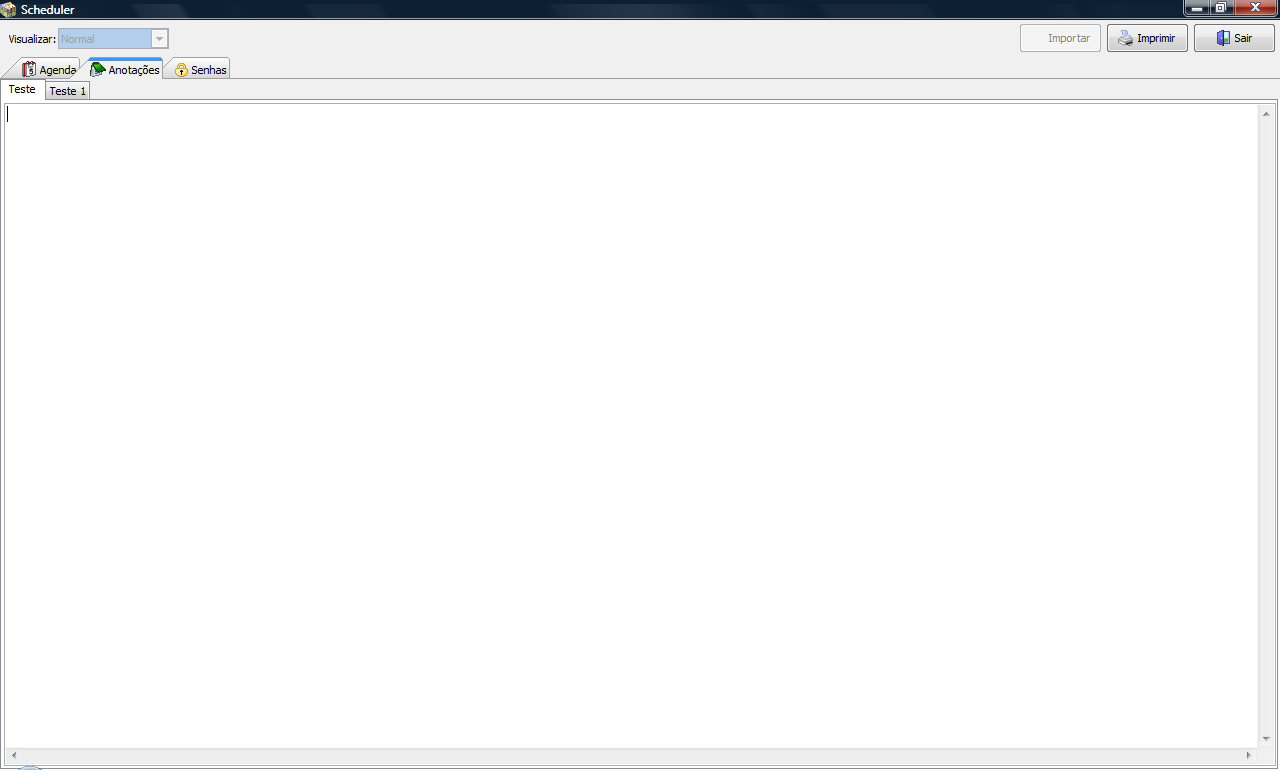 Scheduler
Visualizar: Normal
Importar Imprimir Sair
Agenda Anotações Senhas
Teste Teste 1